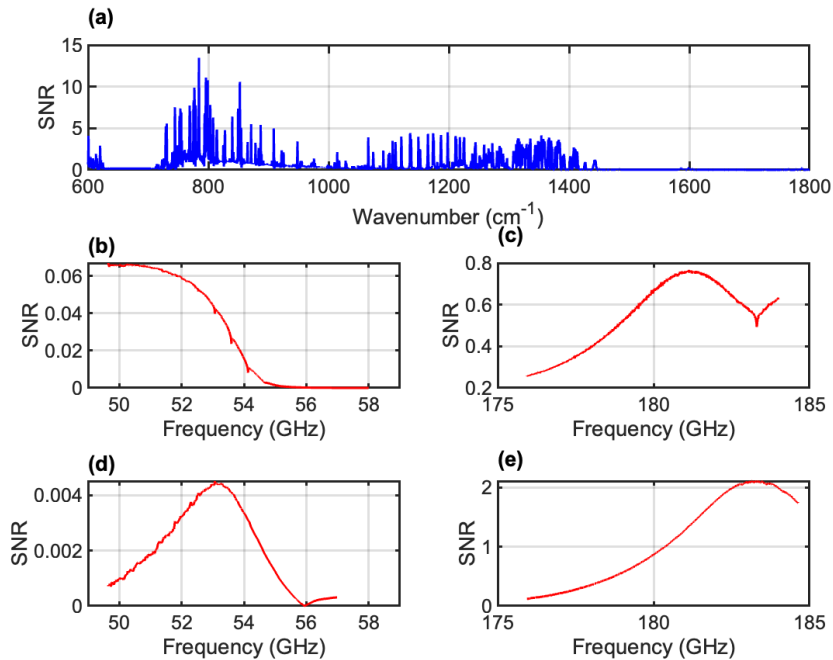 (a)
15
10
5
0
SNR
600 800 1000 1200 1400 1600 1800
Wavenumber (cm⁻¹)
(b)
0.06
0.04
0.02
0
SNR
50 52 54 56 58
Frequency (GHz)
(c)
0.8
0.6
0.4
0.2
SNR
175 180 185
Frequency (GHz)
(d)
0.004
0.002
0
SNR
50 52 54 56 58
Frequency (GHz)
(e)
2
1
0
SNR
175 180 185
Frequency (GHz)